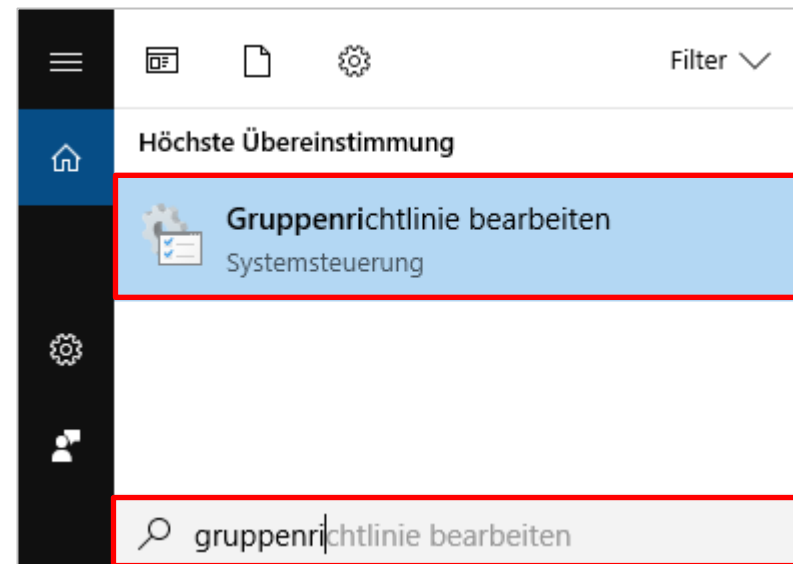 Filter
Höchste Übereinstimmung
Gruppenrichtlinie bearbeiten
Systemsteuerung
gruppenrichtlinie bearbeiten